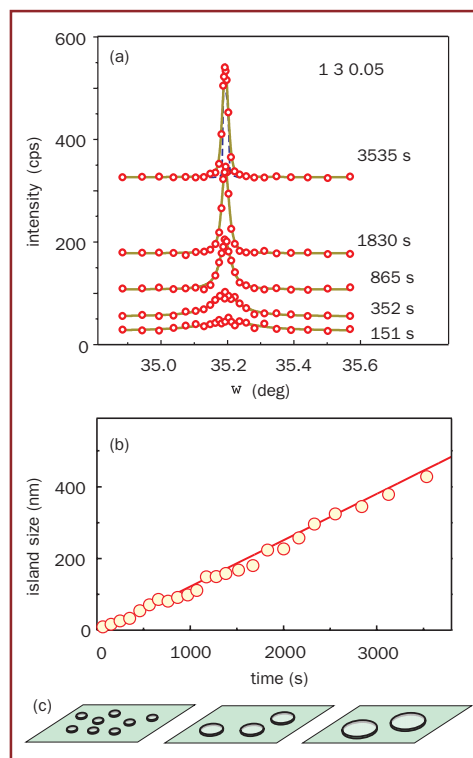 (a)
1 3 0.05
600
400
200
0
intensity (cps)
3535 s
1830 s
865 s
352 s
151 s
35.0 35.2 35.4 35.6
w (deg)
(b)
400
200
0
island size (nm)
0 1000 2000 3000
time (s)
(c)